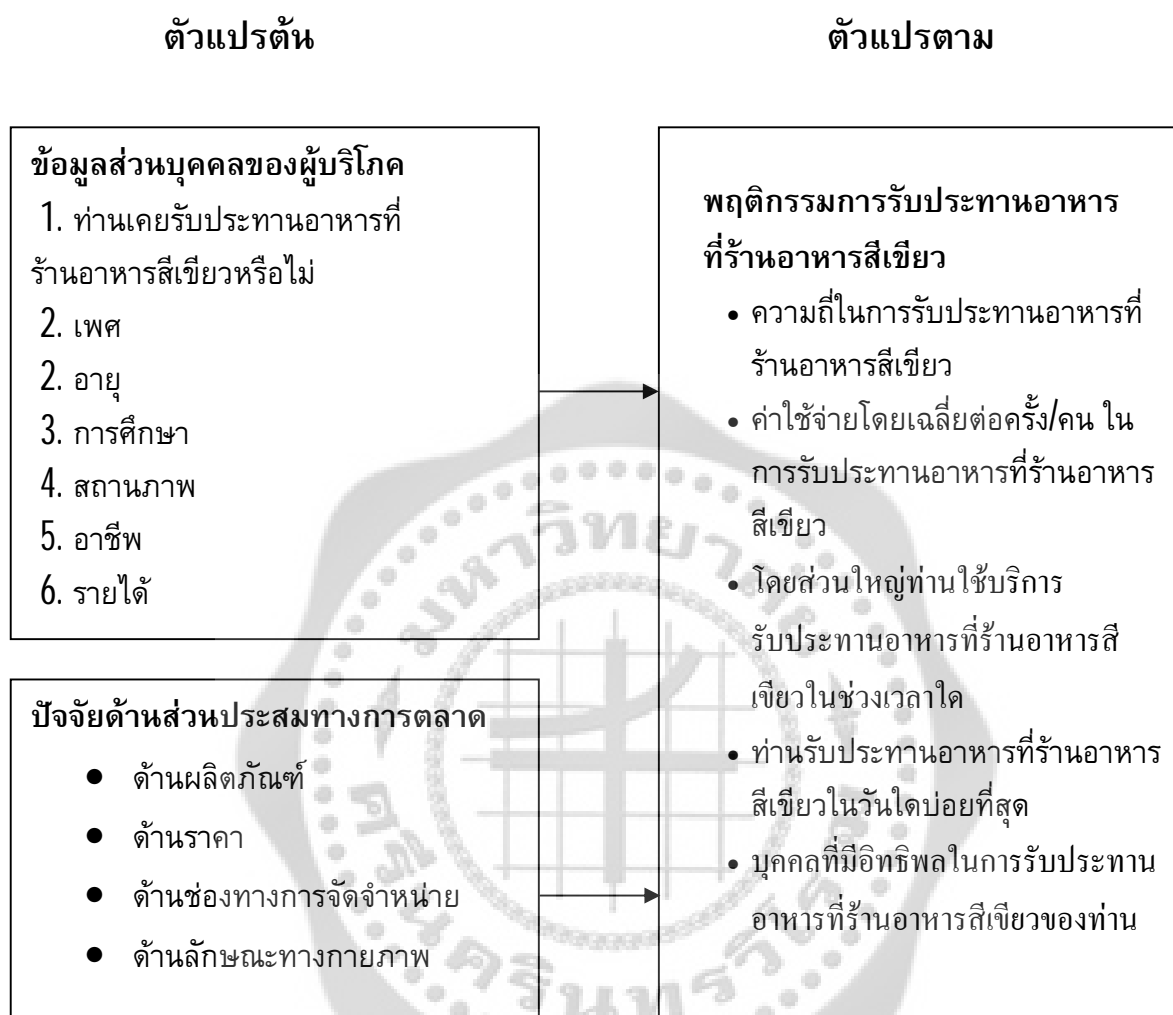 ตัวแปรต้น
ตัวแปรตาม
ข้อมูลส่วนบุคคลของผู้บริโภค
1. ท่านเคยรับประทานอาหารที่
ร้านอาหารสีเขียวหรือไม่
2. เพศ
2. อายุ
3. การศึกษา
4. สถานภาพ
5. อาชีพ
6. รายได้
ปัจจัยด้านส่วนประสมทางการตลาด
● ด้านผลิตภัณฑ์
● ด้านราคา
● ด้านช่องทางการจัดจำหน่าย
● ด้านลักษณะทางกายภาพ
พฤติกรรมการรับประทานอาหาร
ที่ร้านอาหารสีเขียว
• ความถี่ในการรับประทานอาหารที่
ร้านอาหารสีเขียว
• ค่าใช้จ่ายโดยเฉลี่ยต่อครั้ง/คน ใน
การรับประทานอาหารที่ร้านอาหาร
สีเขียว
• โดยส่วนใหญ่ท่านใช้บริการ
รับประทานอาหารที่ร้านอาหารสี
เขียวในช่วงเวลาใด
• ท่านรับประทานอาหารที่ร้านอาหาร
สีเขียวในวันใดบ่อยที่สุด
• บุคคลที่มีอิทธิพลในการรับประทาน
อาหารที่ร้านอาหารสีเขียวของท่าน
มหาวิทยาลัย
ศรีนครินทรวิโรฒ